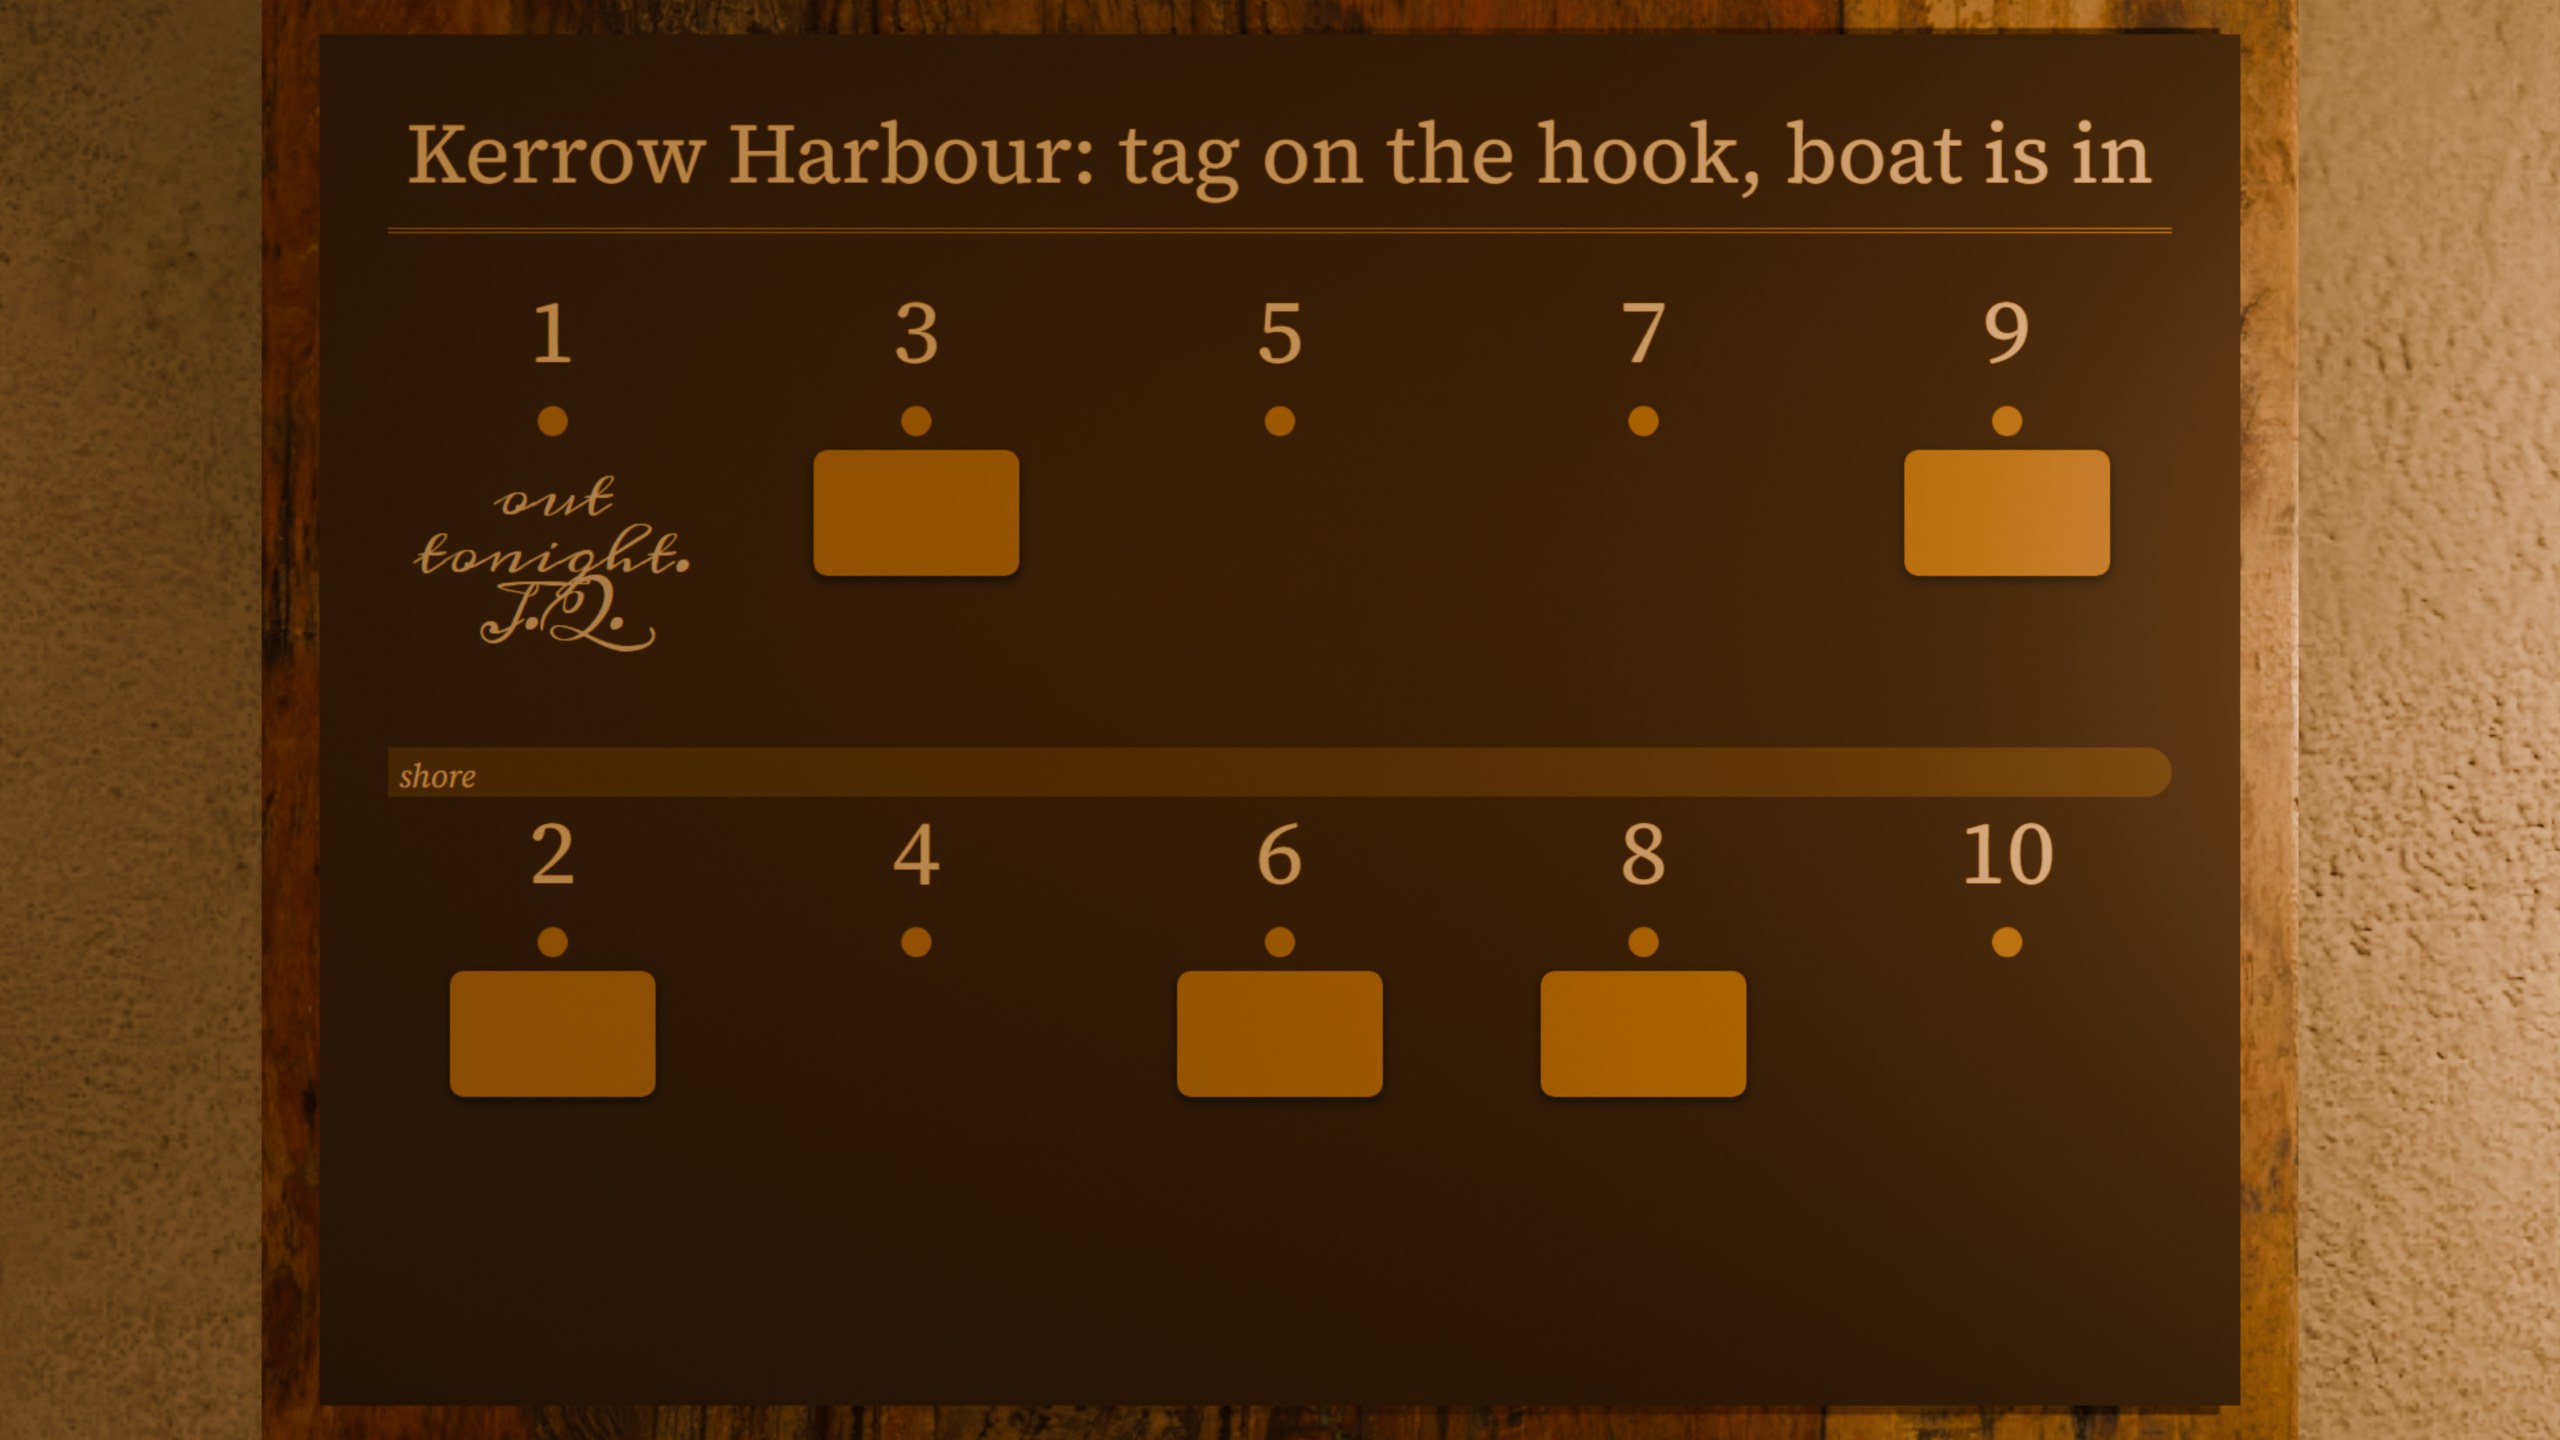 Kerrow Harbour: tag on the hook, boat is in
1 3 5 7 9
out
tonight.
J.Q.
shore
2 4 6 8 10